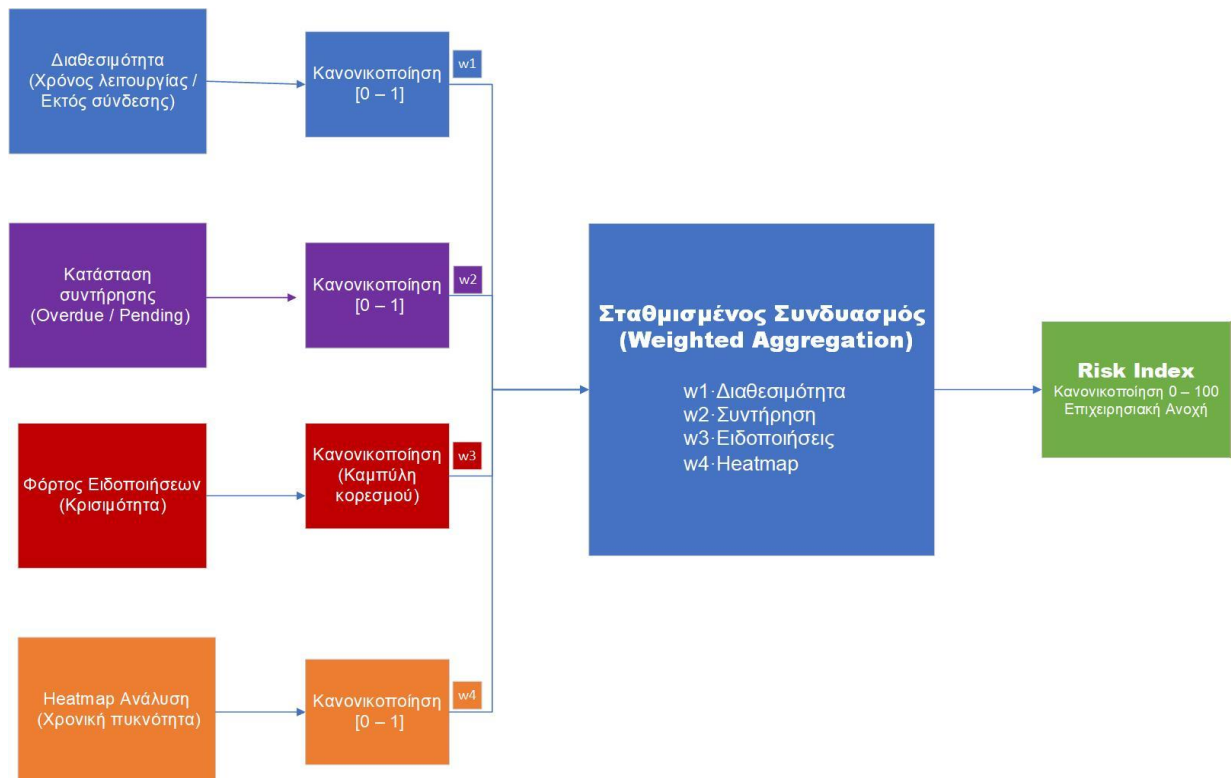 Διαθεσιμότητα
(Χρόνος λειτουργίας /
Εκτός σύνδεσης)
Κανονικοποίηση
[0 – 1]
w1
Κατάσταση
συντήρησης
(Overdue / Pending)
Κανονικοποίηση
[0 – 1]
w2
Φόρτος Ειδοποιήσεων
(Κρισιμότητα)
Κανονικοποίηση
(Καμπύλη
κορεσμού)
w3
Heatmap Ανάλυση
(Χρονική πυκνότητα)
Κανονικοποίηση
[0 – 1]
w4
Σταθμισμένος Συνδυασμός
(Weighted Aggregation)
w1·Διαθεσιμότητα
w2·Συντήρηση
w3·Ειδοποιήσεις
w4·Heatmap
Risk Index
Κανονικοποίηση 0 – 100
Επιχειρησιακή Ανοχή